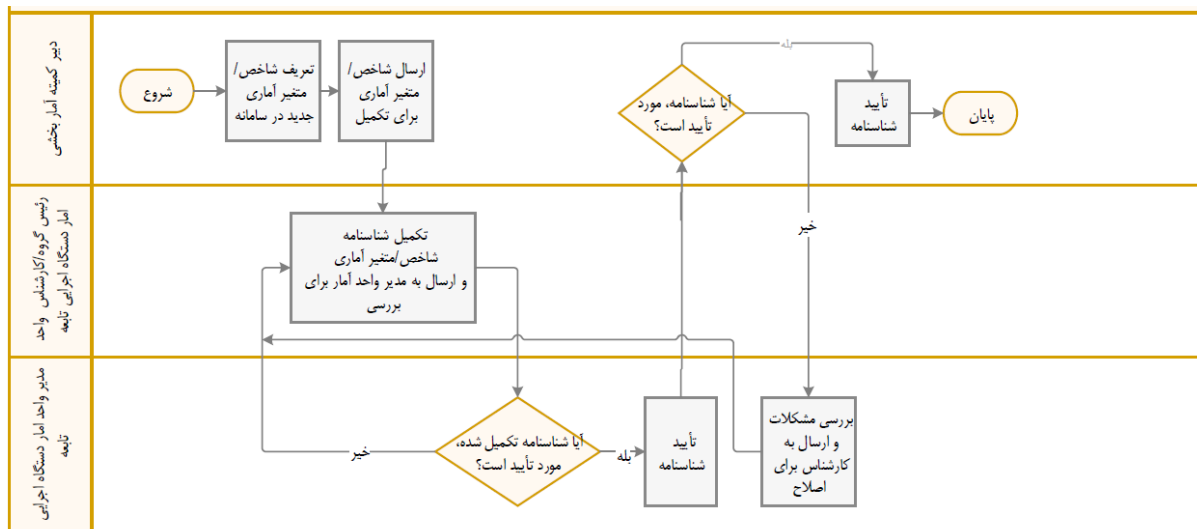 دبیر کمیته آمار بخشی
شروع
تعریف شاخص/
متغیر آماری
جدید در سامانه
ارسال شاخص/
متغیر آماری
برای تکمیل
آیا شناسنامه، مورد
تأیید است؟
بله
تأیید
شناسنامه
پایان
رئیس گروه/کارشناس واحد
امار دستگاه اجرایی تابعه
تکمیل شناسنامه
شاخص/متغیر آماری
و ارسال به مدیر واحد آمار برای
بررسی
خیر
مدیر واحد امار دستگاه اجرایی
تابعه
خیر
آیا شناسنامه تکمیل شده،
مورد تأیید است؟
بله
تأیید
شناسنامه
بررسی مشکلات
و ارسال به
کارشناس برای
اصلاح